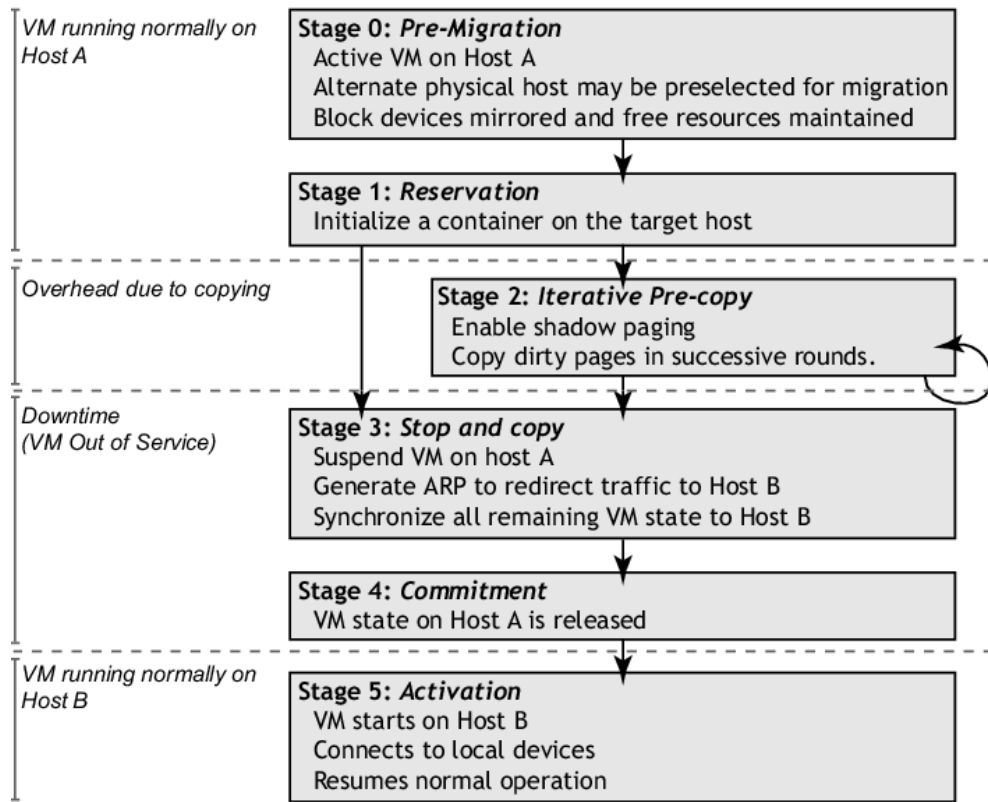 VM running normally on
Host A
Stage 0: Pre-Migration
Active VM on Host A
Alternate physical host may be preselected for migration
Block devices mirrored and free resources maintained
Stage 1: Reservation
Initialize a container on the target host
Overhead due to copying
Stage 2: Iterative Pre-copy
Enable shadow paging
Copy dirty pages in successive rounds.
Downtime
(VM Out of Service)
Stage 3: Stop and copy
Suspend VM on host A
Generate ARP to redirect traffic to Host B
Synchronize all remaining VM state to Host B
Stage 4: Commitment
VM state on Host A is released
VM running normally on
Host B
Stage 5: Activation
VM starts on Host B
Connects to local devices
Resumes normal operation